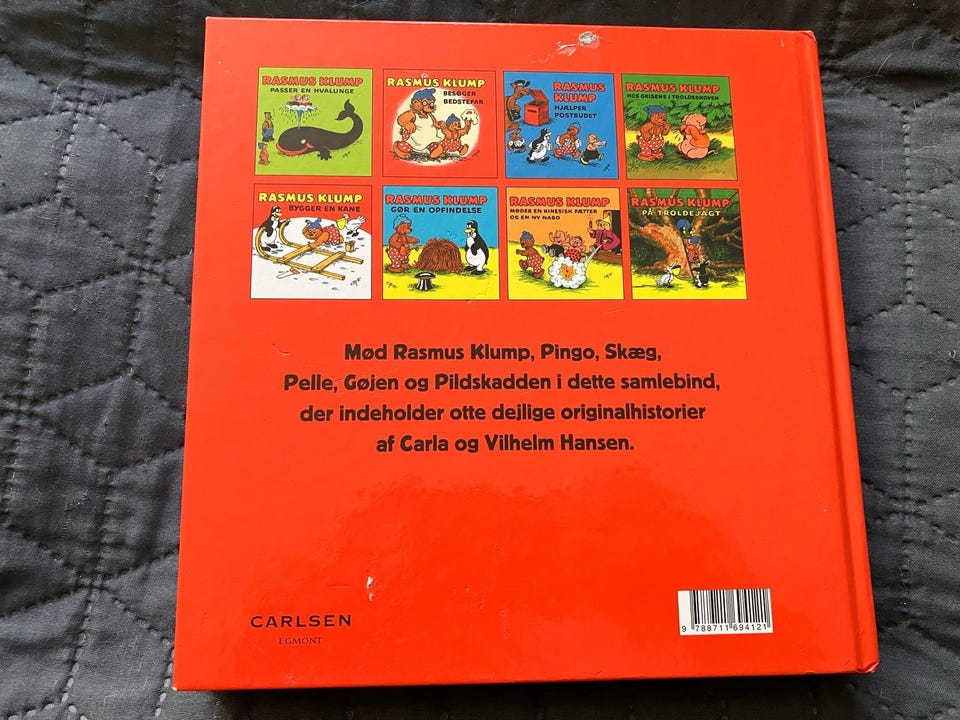 RASMUS KLUMP
PASSER EN HVALUNGE
RASMUS KLUMP
BESØGER
BEDSTEFAR
RASMUS
KLUMP
HJÆLPER
POSTBUDET
RASMUS KLUMP
HOS GRISENE I TROLDESKOVEN
RASMUS KLUMP
BYGGER EN KANE
RASMUS KLUMP
GØR EN OPFINDELSE
RASMUS KLUMP
MØDER EN KINESISK FÆTTER
OG EN NY NABO
RASMUS KLUMP
PÅ TROLDEJAGT
Mød Rasmus Klump, Pingo, Skæg,
Pelle, Gøjen og Pildskadden i dette samlebind,
der indeholder otte dejlige originalhistorier
af Carla og Vilhelm Hansen.
CARLSEN
EGMONT
9 788711 694121